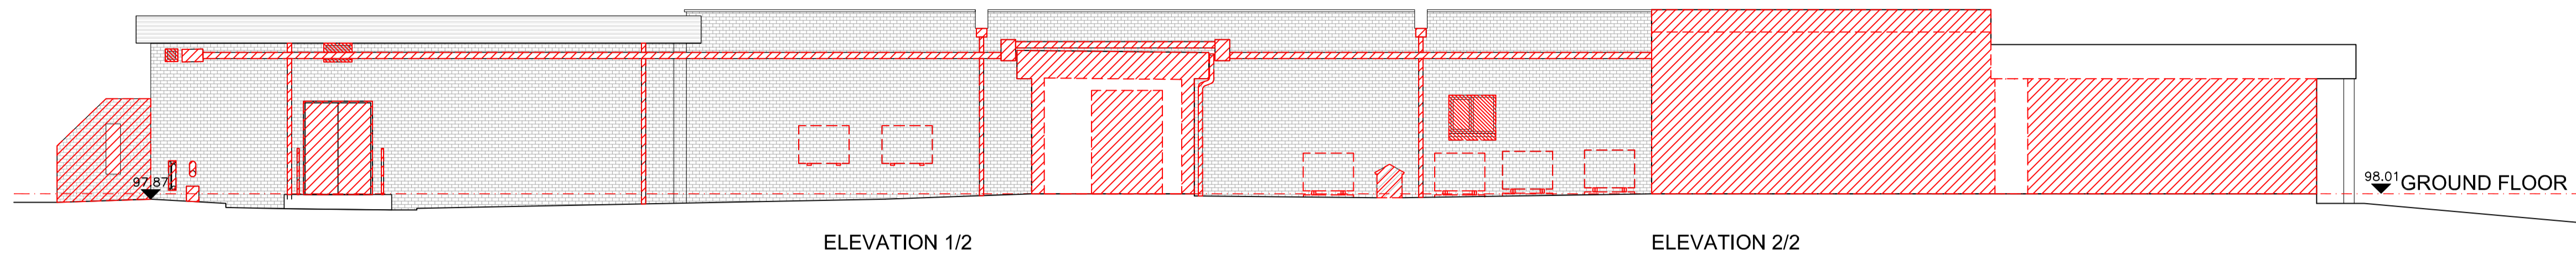 97.87
98.01
GROUND FLOOR
ELEVATION 1/2
ELEVATION 2/2